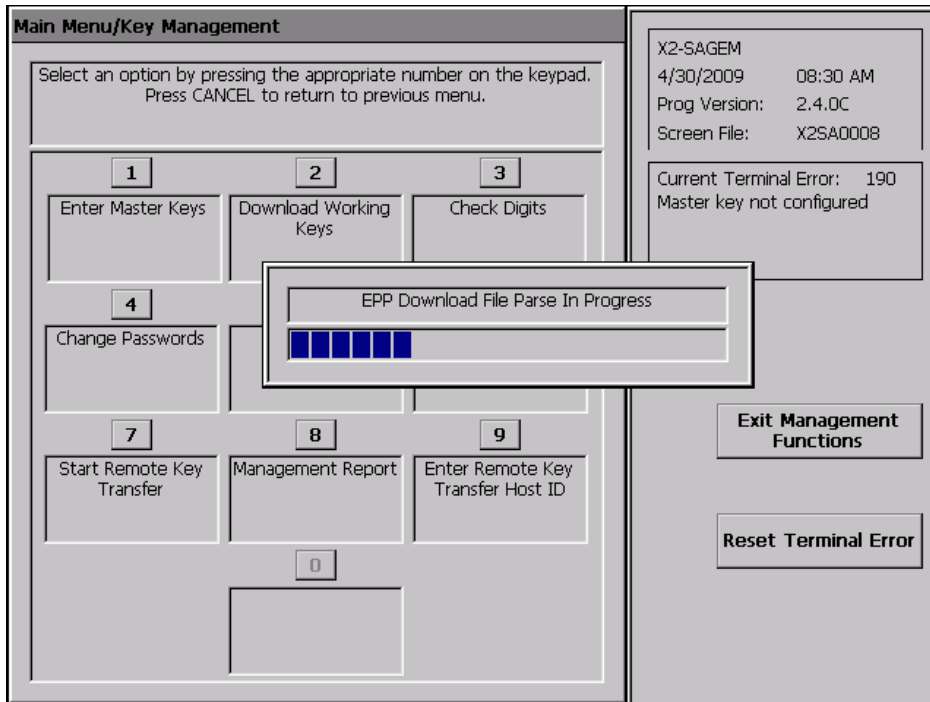 Main Menu/Key Management
Select an option by pressing the appropriate number on the keypad.
Press CANCEL to return to previous menu.
1
2
3
Enter Master Keys
Download Working
Keys
Check Digits
EPP Download File Parse In Progress
4
Change Passwords
7
8
9
Start Remote Key
Transfer
Management Report
Enter Remote Key
Transfer Host ID
0
X2-SAGEM
4/30/2009 08:30 AM
Prog Version: 2.4.0C
Screen File: X2SA0008
Current Terminal Error: 190
Master key not configured
Exit Management
Functions
Reset Terminal Error